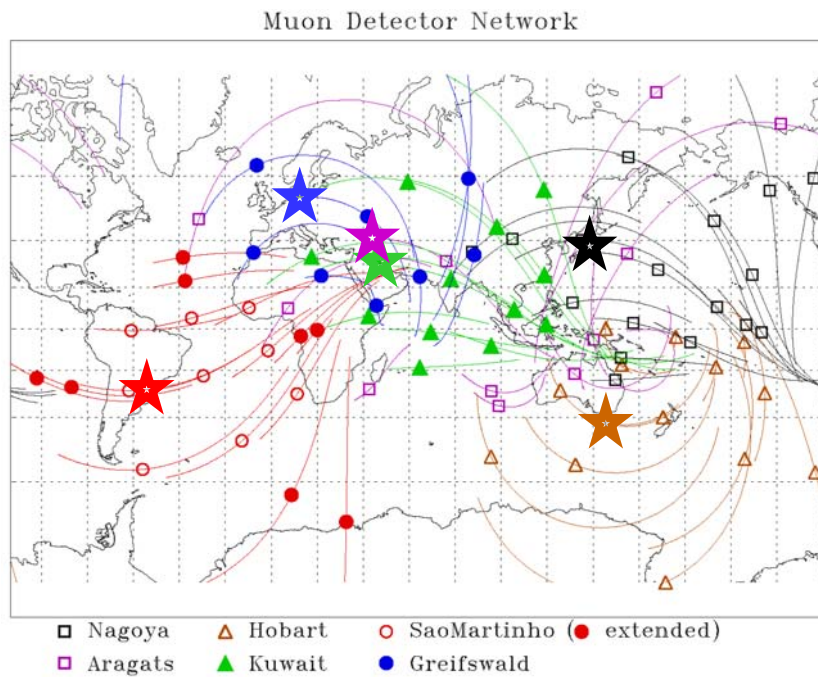 Muon Detector Network
Nagoya Hobart SaoMartinho ( extended)
Aragats Kuwait Greifswald